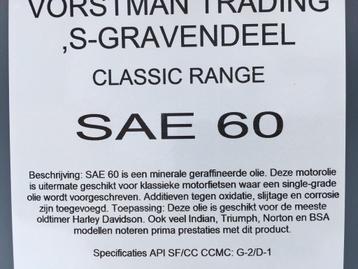 VORSTMAN TRADING
,S-GRAVENDEEL
CLASSIC RANGE
SAE 60
Beschrijving: SAE 60 is een minerale geraffineerde olie. Deze motorolie
is uitermate geschikt voor klassieke motorfietsen waar een single-grade
olie wordt voorgeschreven. Additieven tegen oxidatie, slijtage en corrosie
zijn toegevoegd. Toepassing: Deze olie is geschikt voor de meeste
oldtimer Harley Davidson. Ook veel Indian, Triumph, Norton en BSA
modellen noteren prima prestaties met dit product.
Specificaties API SF/CC CCMC: G-2/D-1